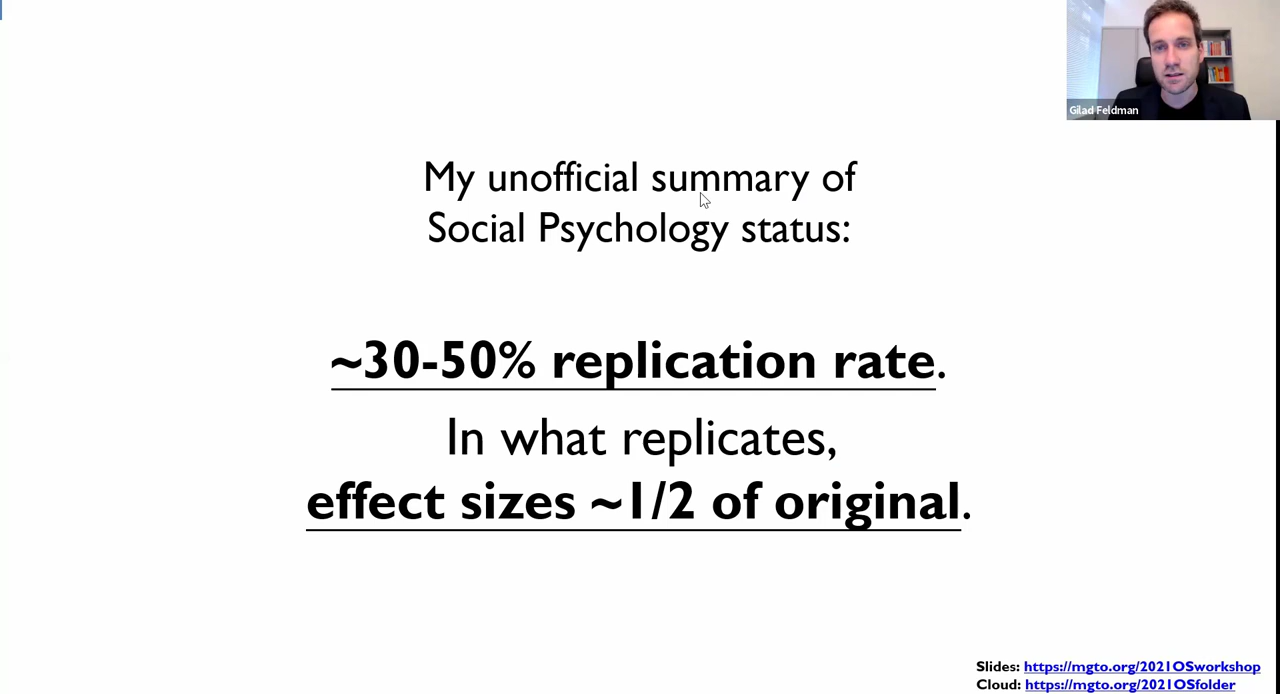 Gilad Feldman
My unofficial summary of
Social Psychology status:
~30-50% replication rate.
In what replicates,
effect sizes ~1/2 of original.
Slides: https://mgto.org/2021OSworkshop
Cloud: https://mgto.org/2021OSfolder